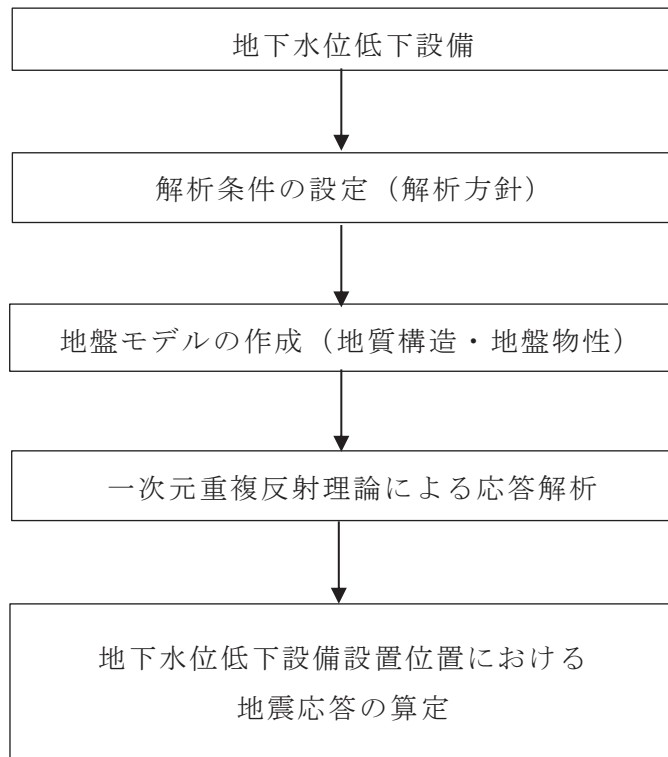 地下水位低下設備
解析条件の設定（解析方針）
地盤モデルの作成（地質構造・地盤物性）
一次元重複反射理論による応答解析
地下水位低下設備設置位置における
地震応答の算定